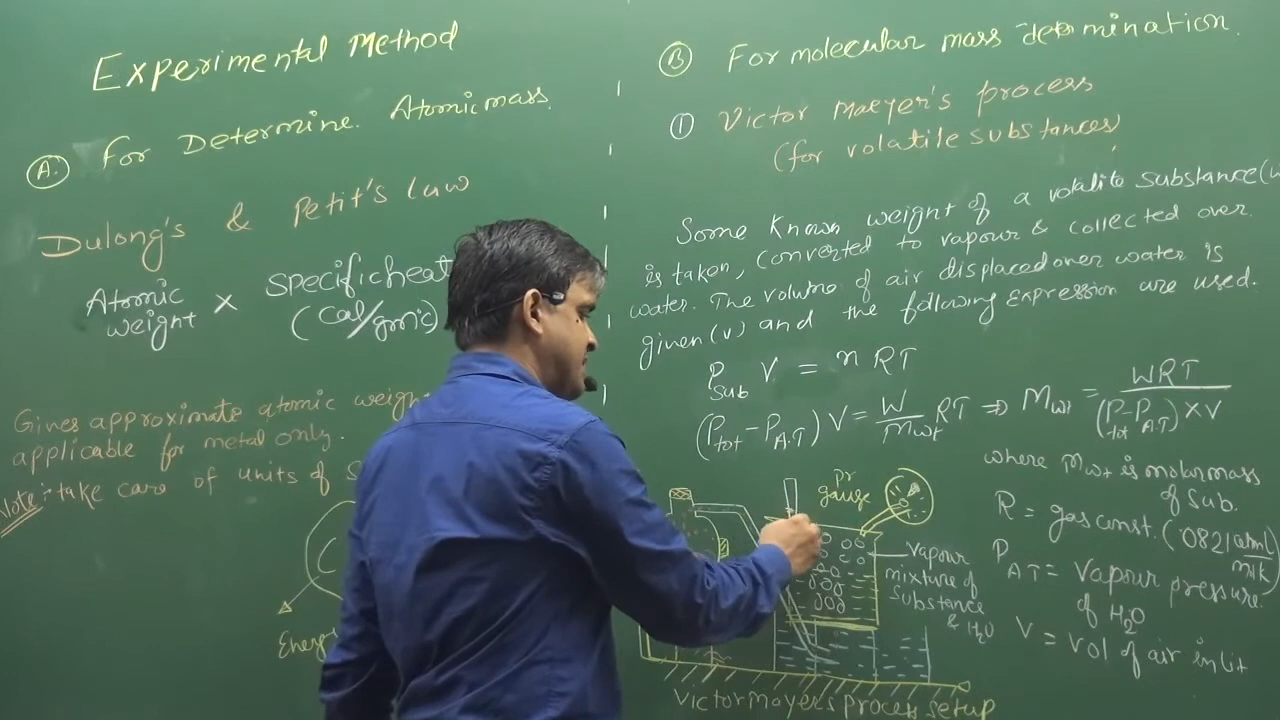 Experimental Method
Ⓐ For Determine Atomic mass
Dulong's & Petit's law
Atomic weight × Specific heat
(Cal/gm°c)
Gives approximate atomic weigh
applicable for metal only.
Note:- take care of units of S
Energ
Ⓑ For molecular mass determination.
① Victor Maeyer's process
(for volatile substances)
Some known weight of a volatile substance(w
is taken, converted to vapour & collected over
water. The volume of air displaced over water is
given (v) and the following expression are used.
P_sub V = n RT
(P_tot - P_A.T) V = W/M_wt RT ⇒ M_wt = WRT/((P_tot - P_A.T) × V)
where M_wt is molar mass
of sub.
R = gas const. (0821 atm l/mol k)
P_AT = Vapour pressure
of H2O
V = vol of air in lit
Pr
gauge
Vapour
mixture of
substance
& H2O
Victor mayer's process setup